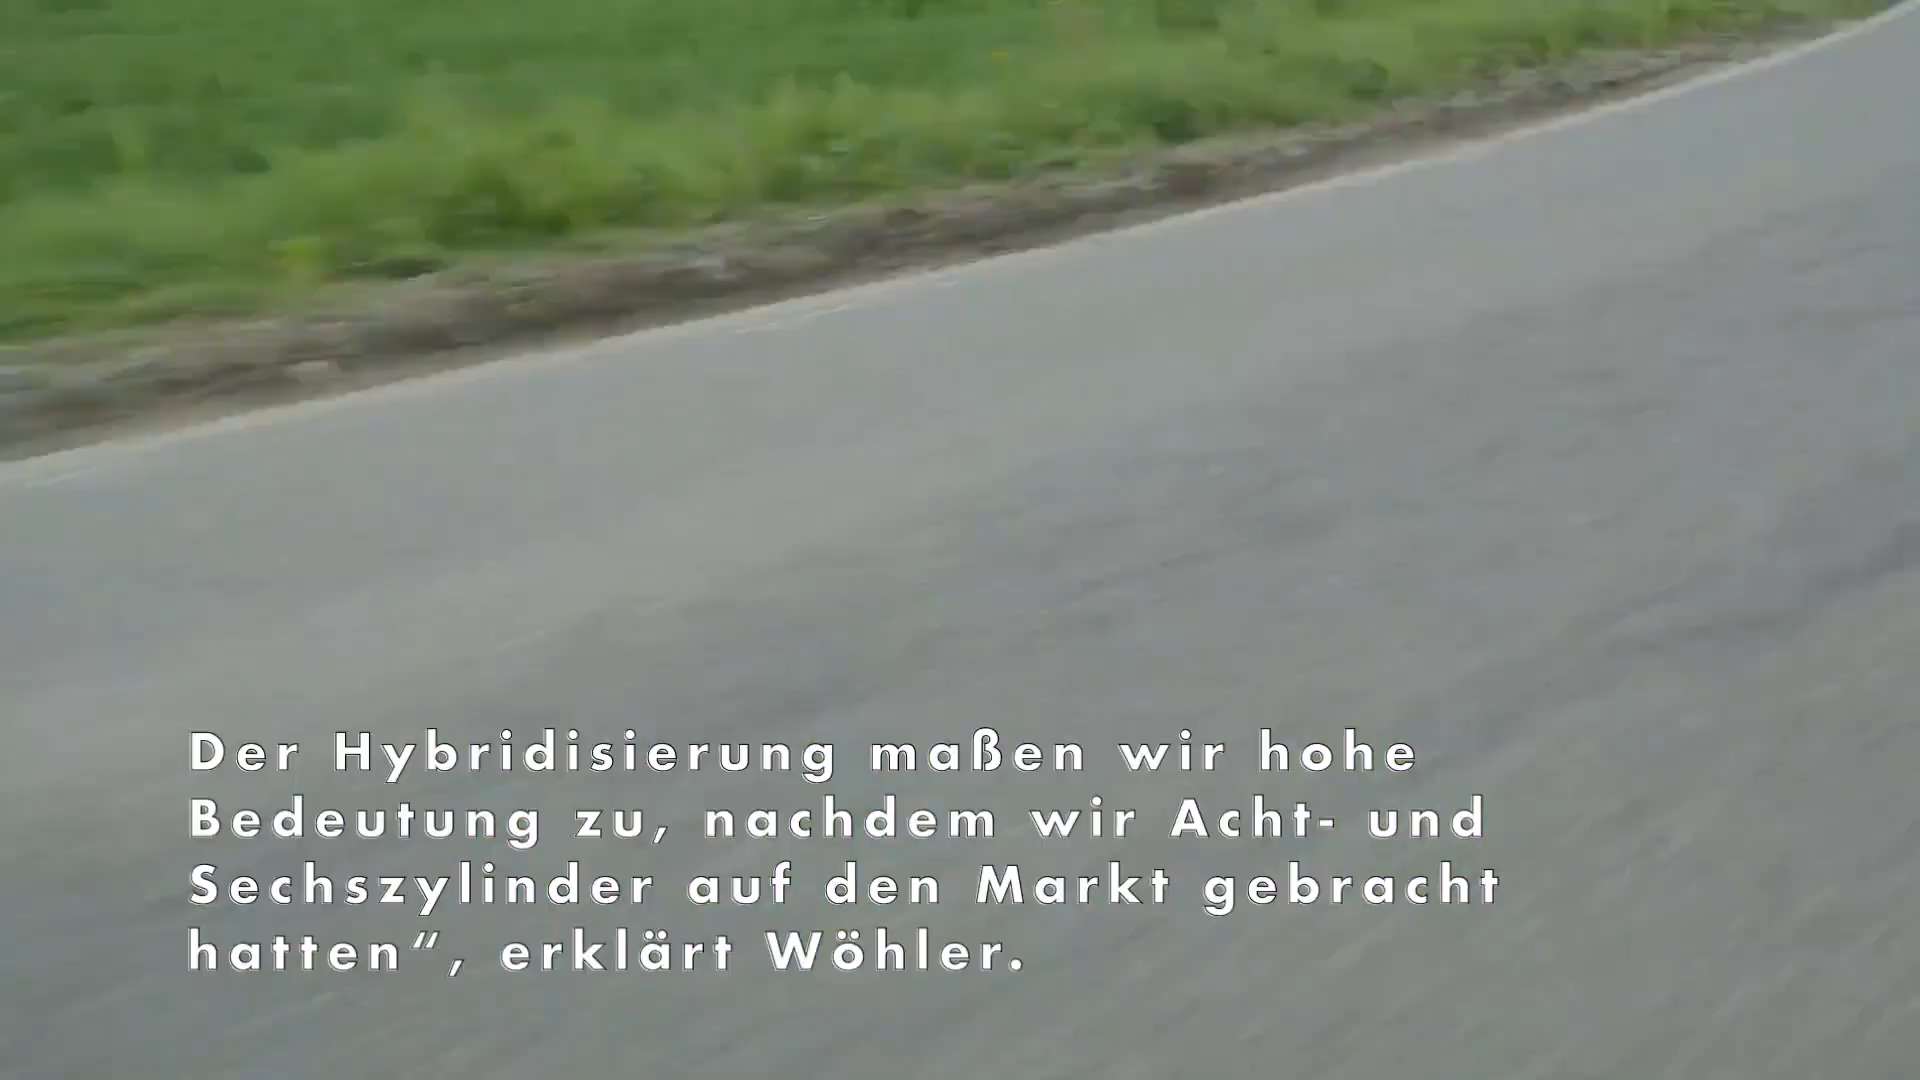 Der Hybridisierung maßen wir hohe
Bedeutung zu, nachdem wir Acht- und
Sechszylinder auf den Markt gebracht
hatten“, erklärt Wöhler.